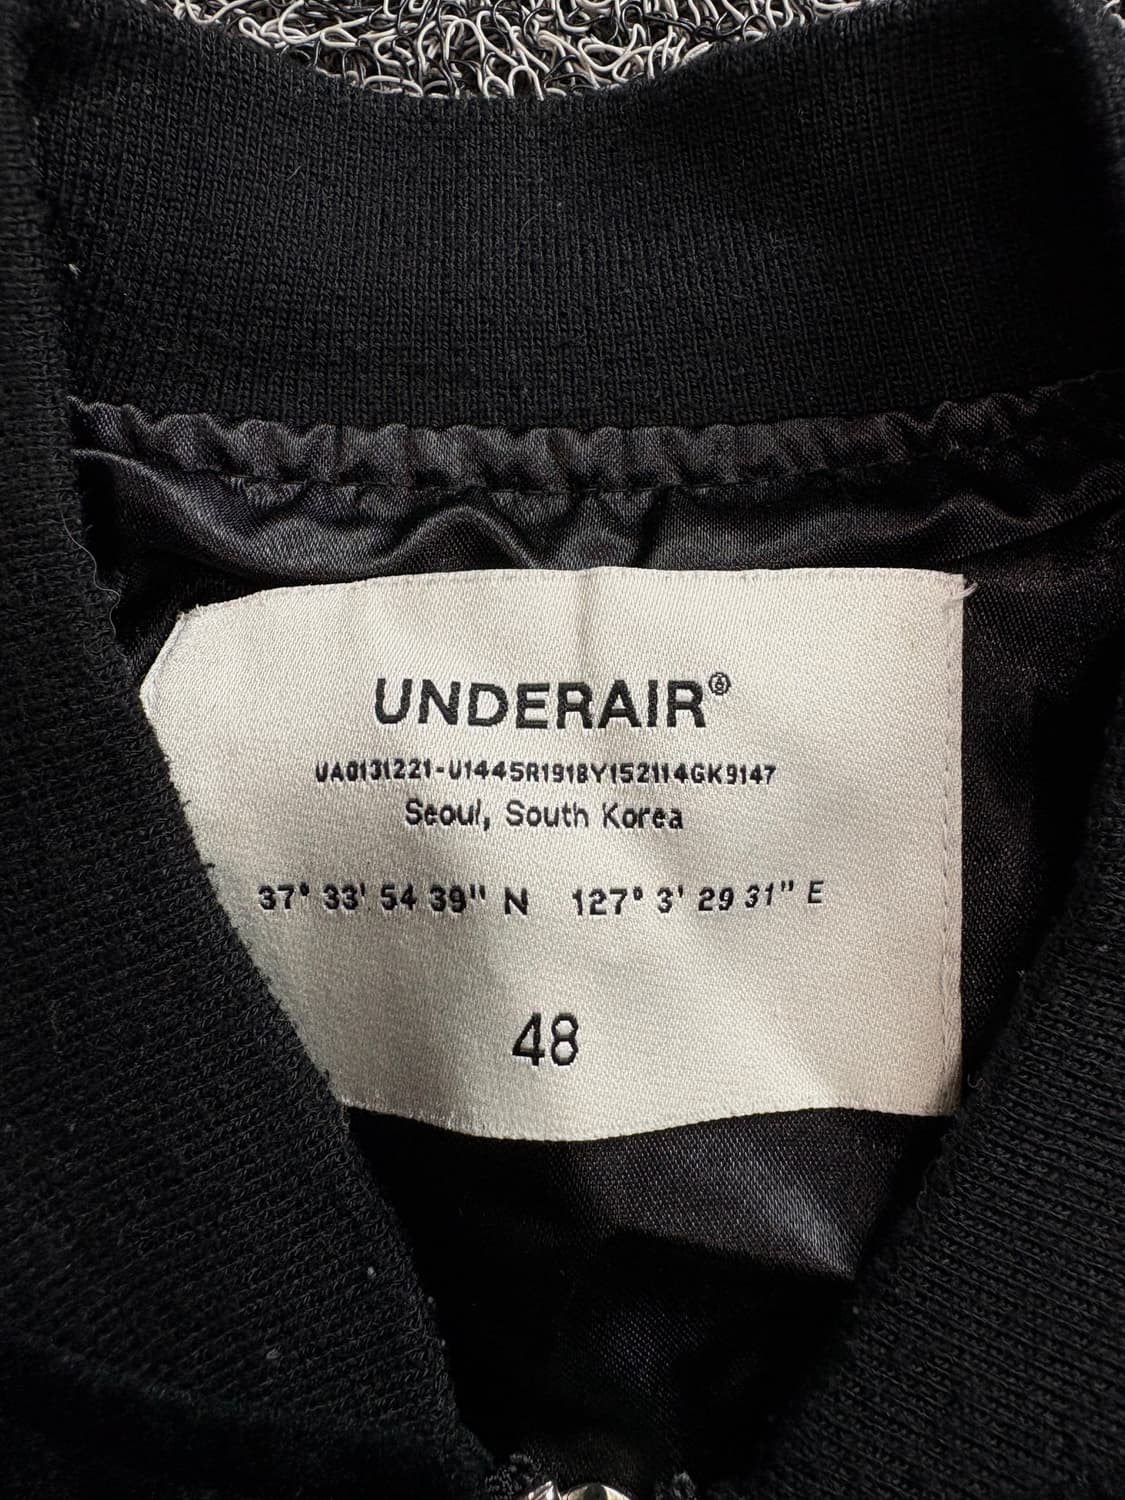 UNDERAIR®
UA0131221-U1445R1918Y152114GK9147
Seoul, South Korea
37° 33' 54 39" N 127° 3' 29 31" E
48